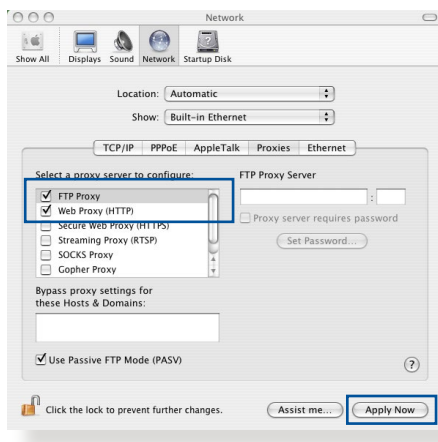 Network
Show All Displays Sound Network Startup Disk
Location: Automatic
Show: Built-in Ethernet
TCP/IP PPPoE AppleTalk Proxies Ethernet
Select a proxy server to configure:
FTP Proxy
Web Proxy (HTTP)
Secure Web Proxy (HTTPS)
Streaming Proxy (RTSP)
SOCKS Proxy
Gopher Proxy
FTP Proxy Server
:
Proxy server requires password
Set Password...
Bypass proxy settings for
these Hosts & Domains:
Use Passive FTP Mode (PASV)
?
Click the lock to prevent further changes.
Assist me...
Apply Now